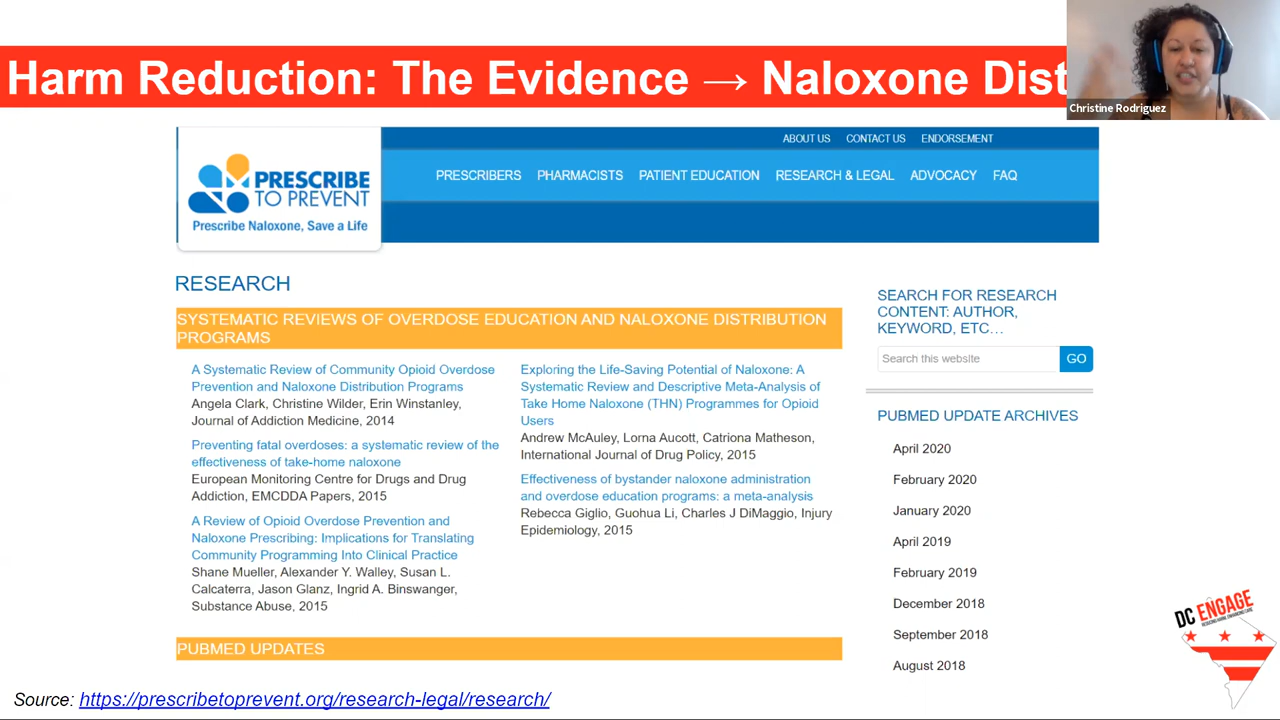 Harm Reduction: The Evidence → Naloxone Dist
Christine Rodriguez
ABOUT US CONTACT US ENDORSEMENT
PRESCRIBE
TO PREVENT
Prescribe Naloxone, Save a Life
PRESCRIBERS PHARMACISTS PATIENT EDUCATION RESEARCH & LEGAL ADVOCACY FAQ
RESEARCH
SYSTEMATIC REVIEWS OF OVERDOSE EDUCATION AND NALOXONE DISTRIBUTION
PROGRAMS
A Systematic Review of Community Opioid Overdose
Prevention and Naloxone Distribution Programs
Angela Clark, Christine Wilder, Erin Winstanley,
Journal of Addiction Medicine, 2014
Preventing fatal overdoses: a systematic review of the
effectiveness of take-home naloxone
European Monitoring Centre for Drugs and Drug
Addiction, EMCDDA Papers, 2015
A Review of Opioid Overdose Prevention and
Naloxone Prescribing: Implications for Translating
Community Programming Into Clinical Practice
Shane Mueller, Alexander Y. Walley, Susan L.
Calcaterra, Jason Glanz, Ingrid A. Binswanger,
Substance Abuse, 2015
Exploring the Life-Saving Potential of Naloxone: A
Systematic Review and Descriptive Meta-Analysis of
Take Home Naloxone (THN) Programmes for Opioid
Users
Andrew McAuley, Lorna Aucott, Catriona Matheson,
International Journal of Drug Policy, 2015
Effectiveness of bystander naloxone administration
and overdose education programs: a meta-analysis
Rebecca Giglio, Guohua Li, Charles J DiMaggio, Injury
Epidemiology, 2015
PUBMED UPDATES
SEARCH FOR RESEARCH
CONTENT: AUTHOR,
KEYWORD, ETC…
Search this website GO
PUBMED UPDATE ARCHIVES
April 2020
February 2020
January 2020
April 2019
February 2019
December 2018
September 2018
August 2018
DC ENGAGE
REDUCING HARM, ENHANCING CARE
Source: https://prescribetoprevent.org/research-legal/research/